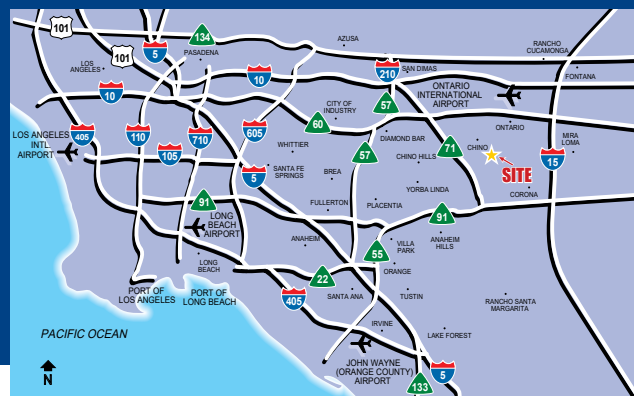 101
134
AZUSA
101
5
PASADENA
RANCHO
CUCAMONGA
LOS
ANGELES
10
210
SAN DIMAS
FONTANA
10
ONTARIO
INTERNATIONAL
AIRPORT
57
CITY OF
INDUSTRY
60
ONTARIO
LOS ANGELES
INTL.
AIRPORT
405
110
710
605
DIAMOND BAR
71
CHINO
MIRA
LOMA
WHITTIER
105
57
CHINO HILLS
15
SANTA FE
SPRINGS
5
BREA
SITE
YORBA LINDA
CORONA
91
FULLERTON
PLACENTIA
91
LONG
BEACH
AIRPORT
ANAHEIM
VILLA
PARK
ANAHEIM
HILLS
55
LONG
BEACH
ORANGE
22
PORT OF
LOS ANGELES
PORT OF
LONG BEACH
405
SANTA ANA
TUSTIN
RANCHO SANTA
MARGARITA
IRVINE
LAKE FOREST
PACIFIC OCEAN
JOHN WAYNE
(ORANGE COUNTY)
AIRPORT
5
N
133